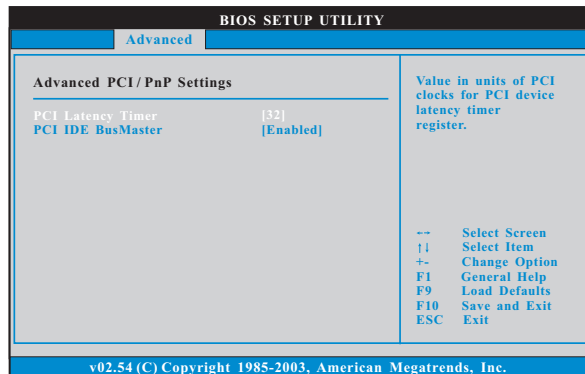 BIOS SETUP UTILITY
Advanced
Advanced PCI / PnP Settings
PCI Latency Timer [32]
PCI IDE BusMaster [Enabled]
Value in units of PCI
clocks for PCI device
latency timer
register.
←→ Select Screen
↑↓ Select Item
+- Change Option
F1 General Help
F9 Load Defaults
F10 Save and Exit
ESC Exit
v02.54 (C) Copyright 1985-2003, American Megatrends, Inc.